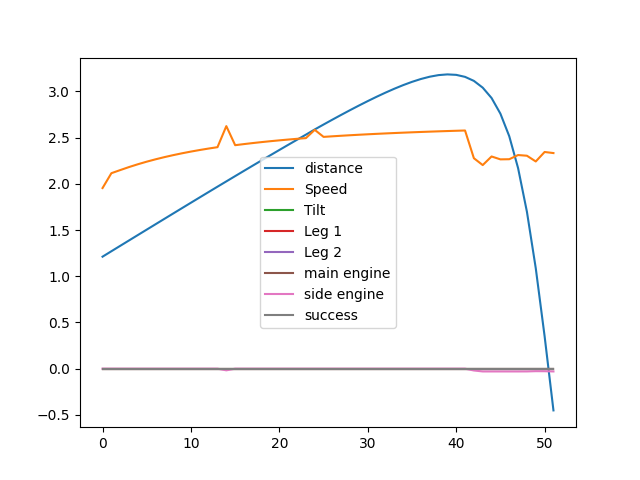 3.0
2.5
2.0
1.5
1.0
0.5
0.0
−0.5
distance
Speed
Tilt
Leg 1
Leg 2
main engine
side engine
success
0 10 20 30 40 50